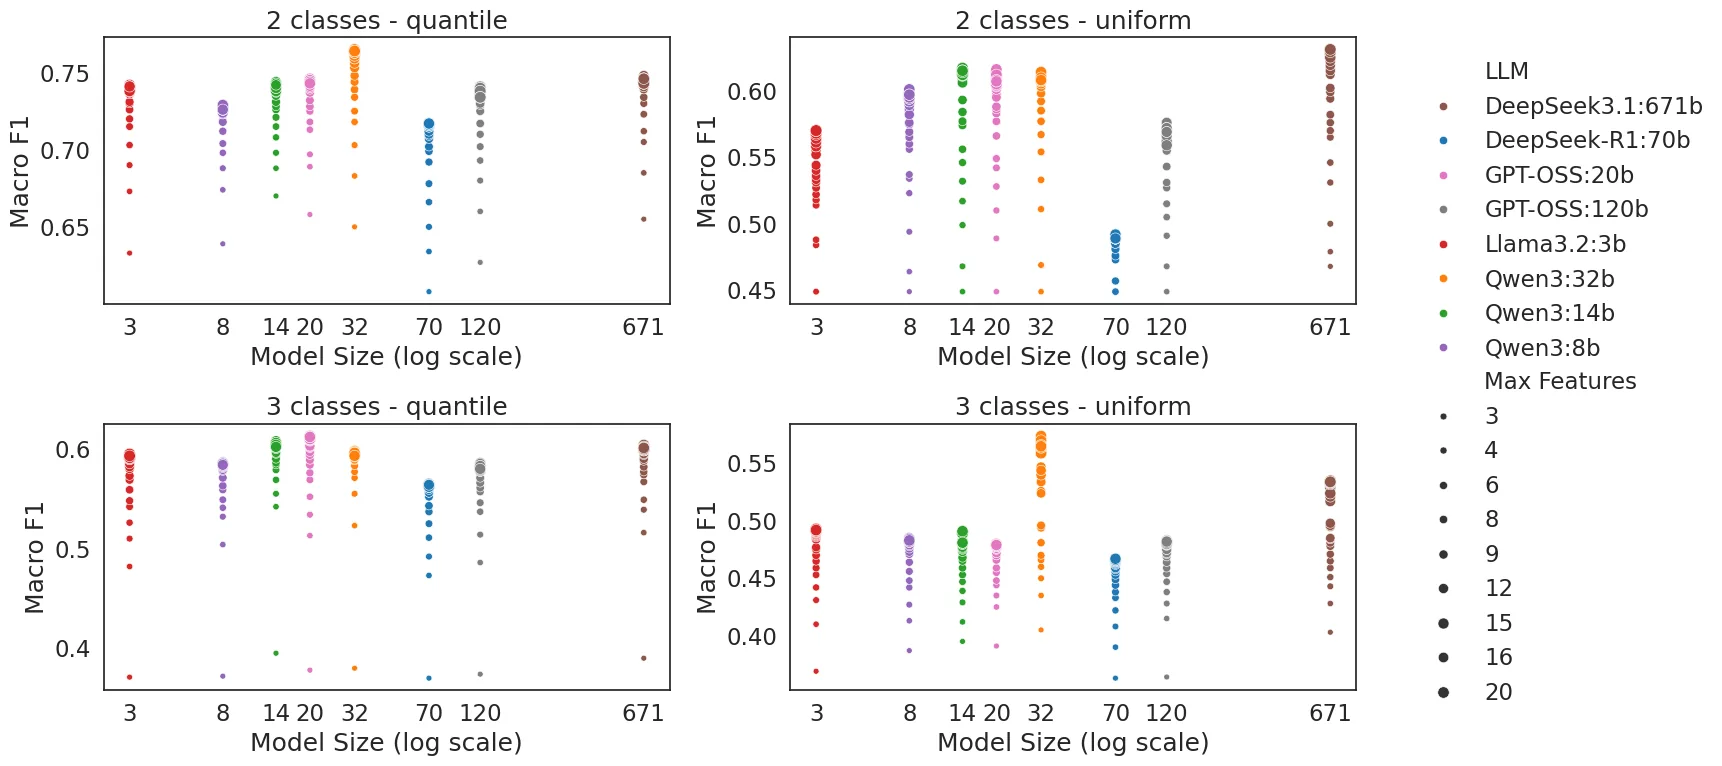 2 classes - quantile
Macro F1
0.75
0.70
0.65
3 8 14 20 32 70 120 671
Model Size (log scale)
2 classes - uniform
Macro F1
0.60
0.55
0.50
0.45
3 8 14 20 32 70 120 671
Model Size (log scale)
3 classes - quantile
Macro F1
0.6
0.5
0.4
3 8 14 20 32 70 120 671
Model Size (log scale)
3 classes - uniform
Macro F1
0.55
0.50
0.45
0.40
3 8 14 20 32 70 120 671
Model Size (log scale)
LLM
DeepSeek3.1:671b
DeepSeek-R1:70b
GPT-OSS:20b
GPT-OSS:120b
Llama3.2:3b
Qwen3:32b
Qwen3:14b
Qwen3:8b
Max Features
3
4
6
8
9
12
15
16
20